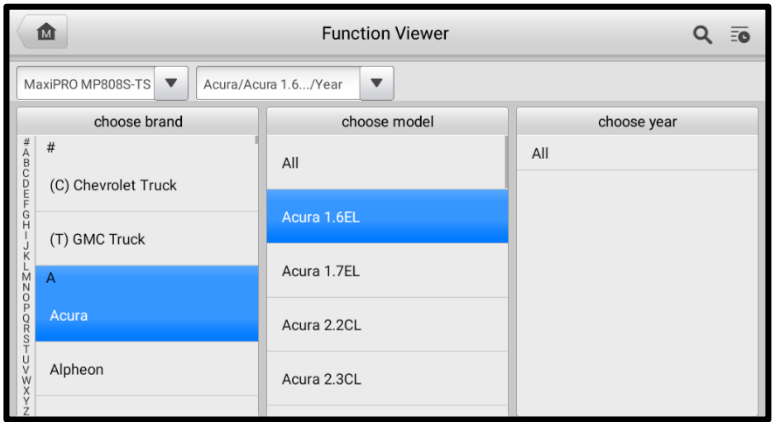 M
Function Viewer
MaxiPRO MP808S-TS
Acura/Acura 1.6.../Year
choose brand
choose model
choose year
#
A
B
C
D
E
F
G
H
I
J
K
L
M
N
O
P
Q
R
S
T
U
V
W
X
Y
Z
#
(C) Chevrolet Truck
(T) GMC Truck
A
Acura
Alpheon
All
Acura 1.6EL
Acura 1.7EL
Acura 2.2CL
Acura 2.3CL
All